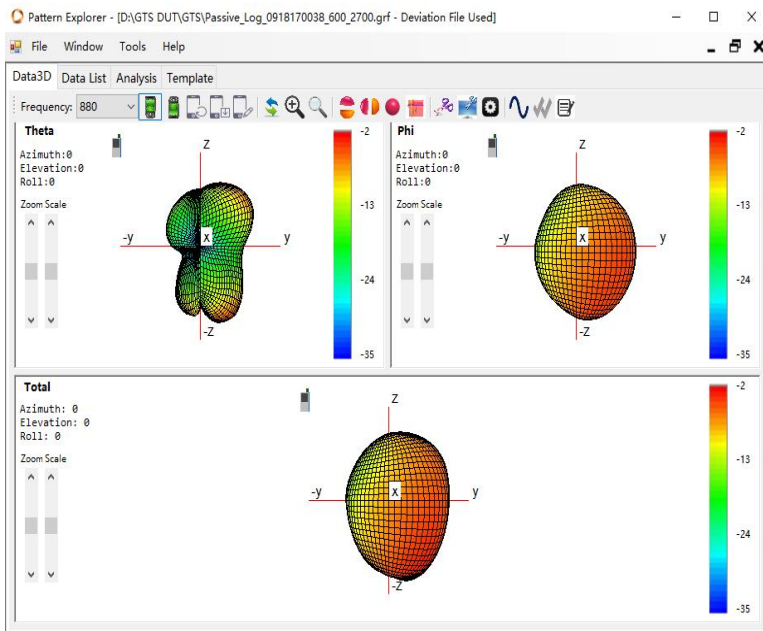 Pattern Explorer - [D:\GTS DUT\GTS\Passive_Log_0918170038_600_2700.grf - Deviation File Used]
File Window Tools Help
Data3D Data List Analysis Template
Frequency: 880
Theta
Azimuth:0
Elevation:0
Roll:0
Zoom Scale
Z
-y
X
y
-Z
-2
-13
-24
-35
Phi
Azimuth:0
Elevation:0
Roll:0
Zoom Scale
Z
-y
X
y
-Z
-2
-13
-24
-35
Total
Azimuth: 0
Elevation: 0
Roll: 0
Zoom Scale
Z
-y
X
y
-Z
-2
-13
-24
-35